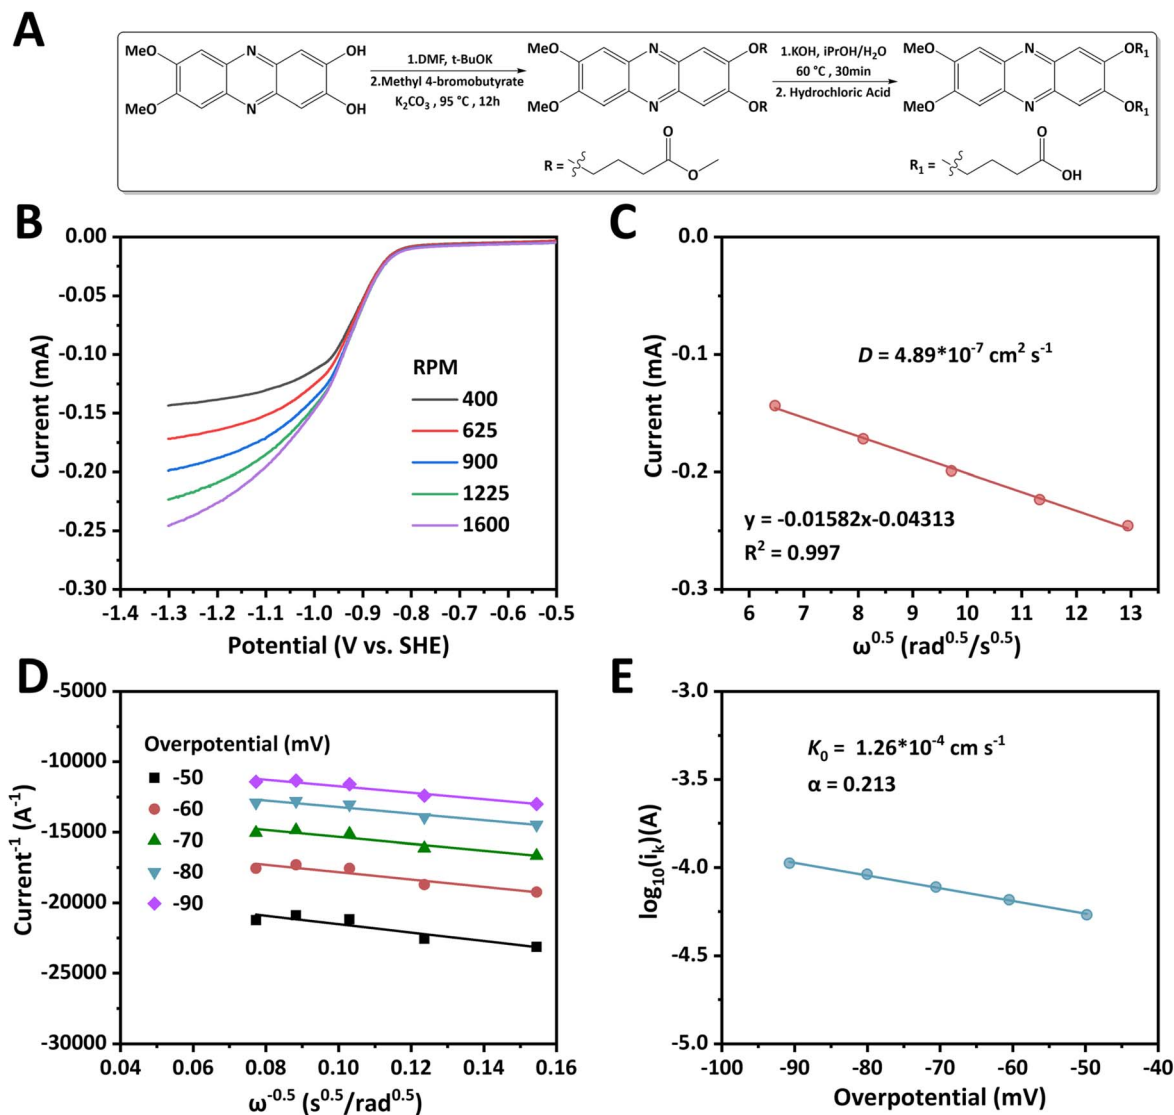 A
MeO
N
OH
MeO
N
OH
1.DMF, t-BuOK
2.Methyl 4-bromobutyrate
K₂CO₃ , 95 °C , 12h
MeO
N
OR
MeO
N
OR
R =
O
O
1.KOH, iPrOH/H₂O
60 °C , 30min
2. Hydrochloric Acid
MeO
N
OR₁
MeO
N
OR₁
R₁ =
O
OH
B
0.00
-0.05
-0.10
-0.15
-0.20
-0.25
-0.30
Current (mA)
RPM
400
625
900
1225
1600
-1.4 -1.3 -1.2 -1.1 -1.0 -0.9 -0.8 -0.7 -0.6 -0.5
Potential (V vs. SHE)
C
0.0
-0.1
-0.2
-0.3
Current (mA)
D = 4.89*10⁻⁷ cm² s⁻¹
y = -0.01582x-0.04313
R² = 0.997
6 7 8 9 10 11 12 13
ω⁰·⁵ (rad⁰·⁵/s⁰·⁵)
D
-5000
-10000
-15000
-20000
-25000
-30000
Current⁻¹ (A⁻¹)
Overpotential (mV)
-50
-60
-70
-80
-90
0.04 0.06 0.08 0.10 0.12 0.14 0.16
ω⁻⁰·⁵ (s⁰·⁵/rad⁰·⁵)
E
-3.0
-3.5
-4.0
-4.5
-5.0
log₁₀(iₖ)(A)
K₀ = 1.26*10⁻⁴ cm s⁻¹
α = 0.213
-100 -90 -80 -70 -60 -50 -40
Overpotential (mV)